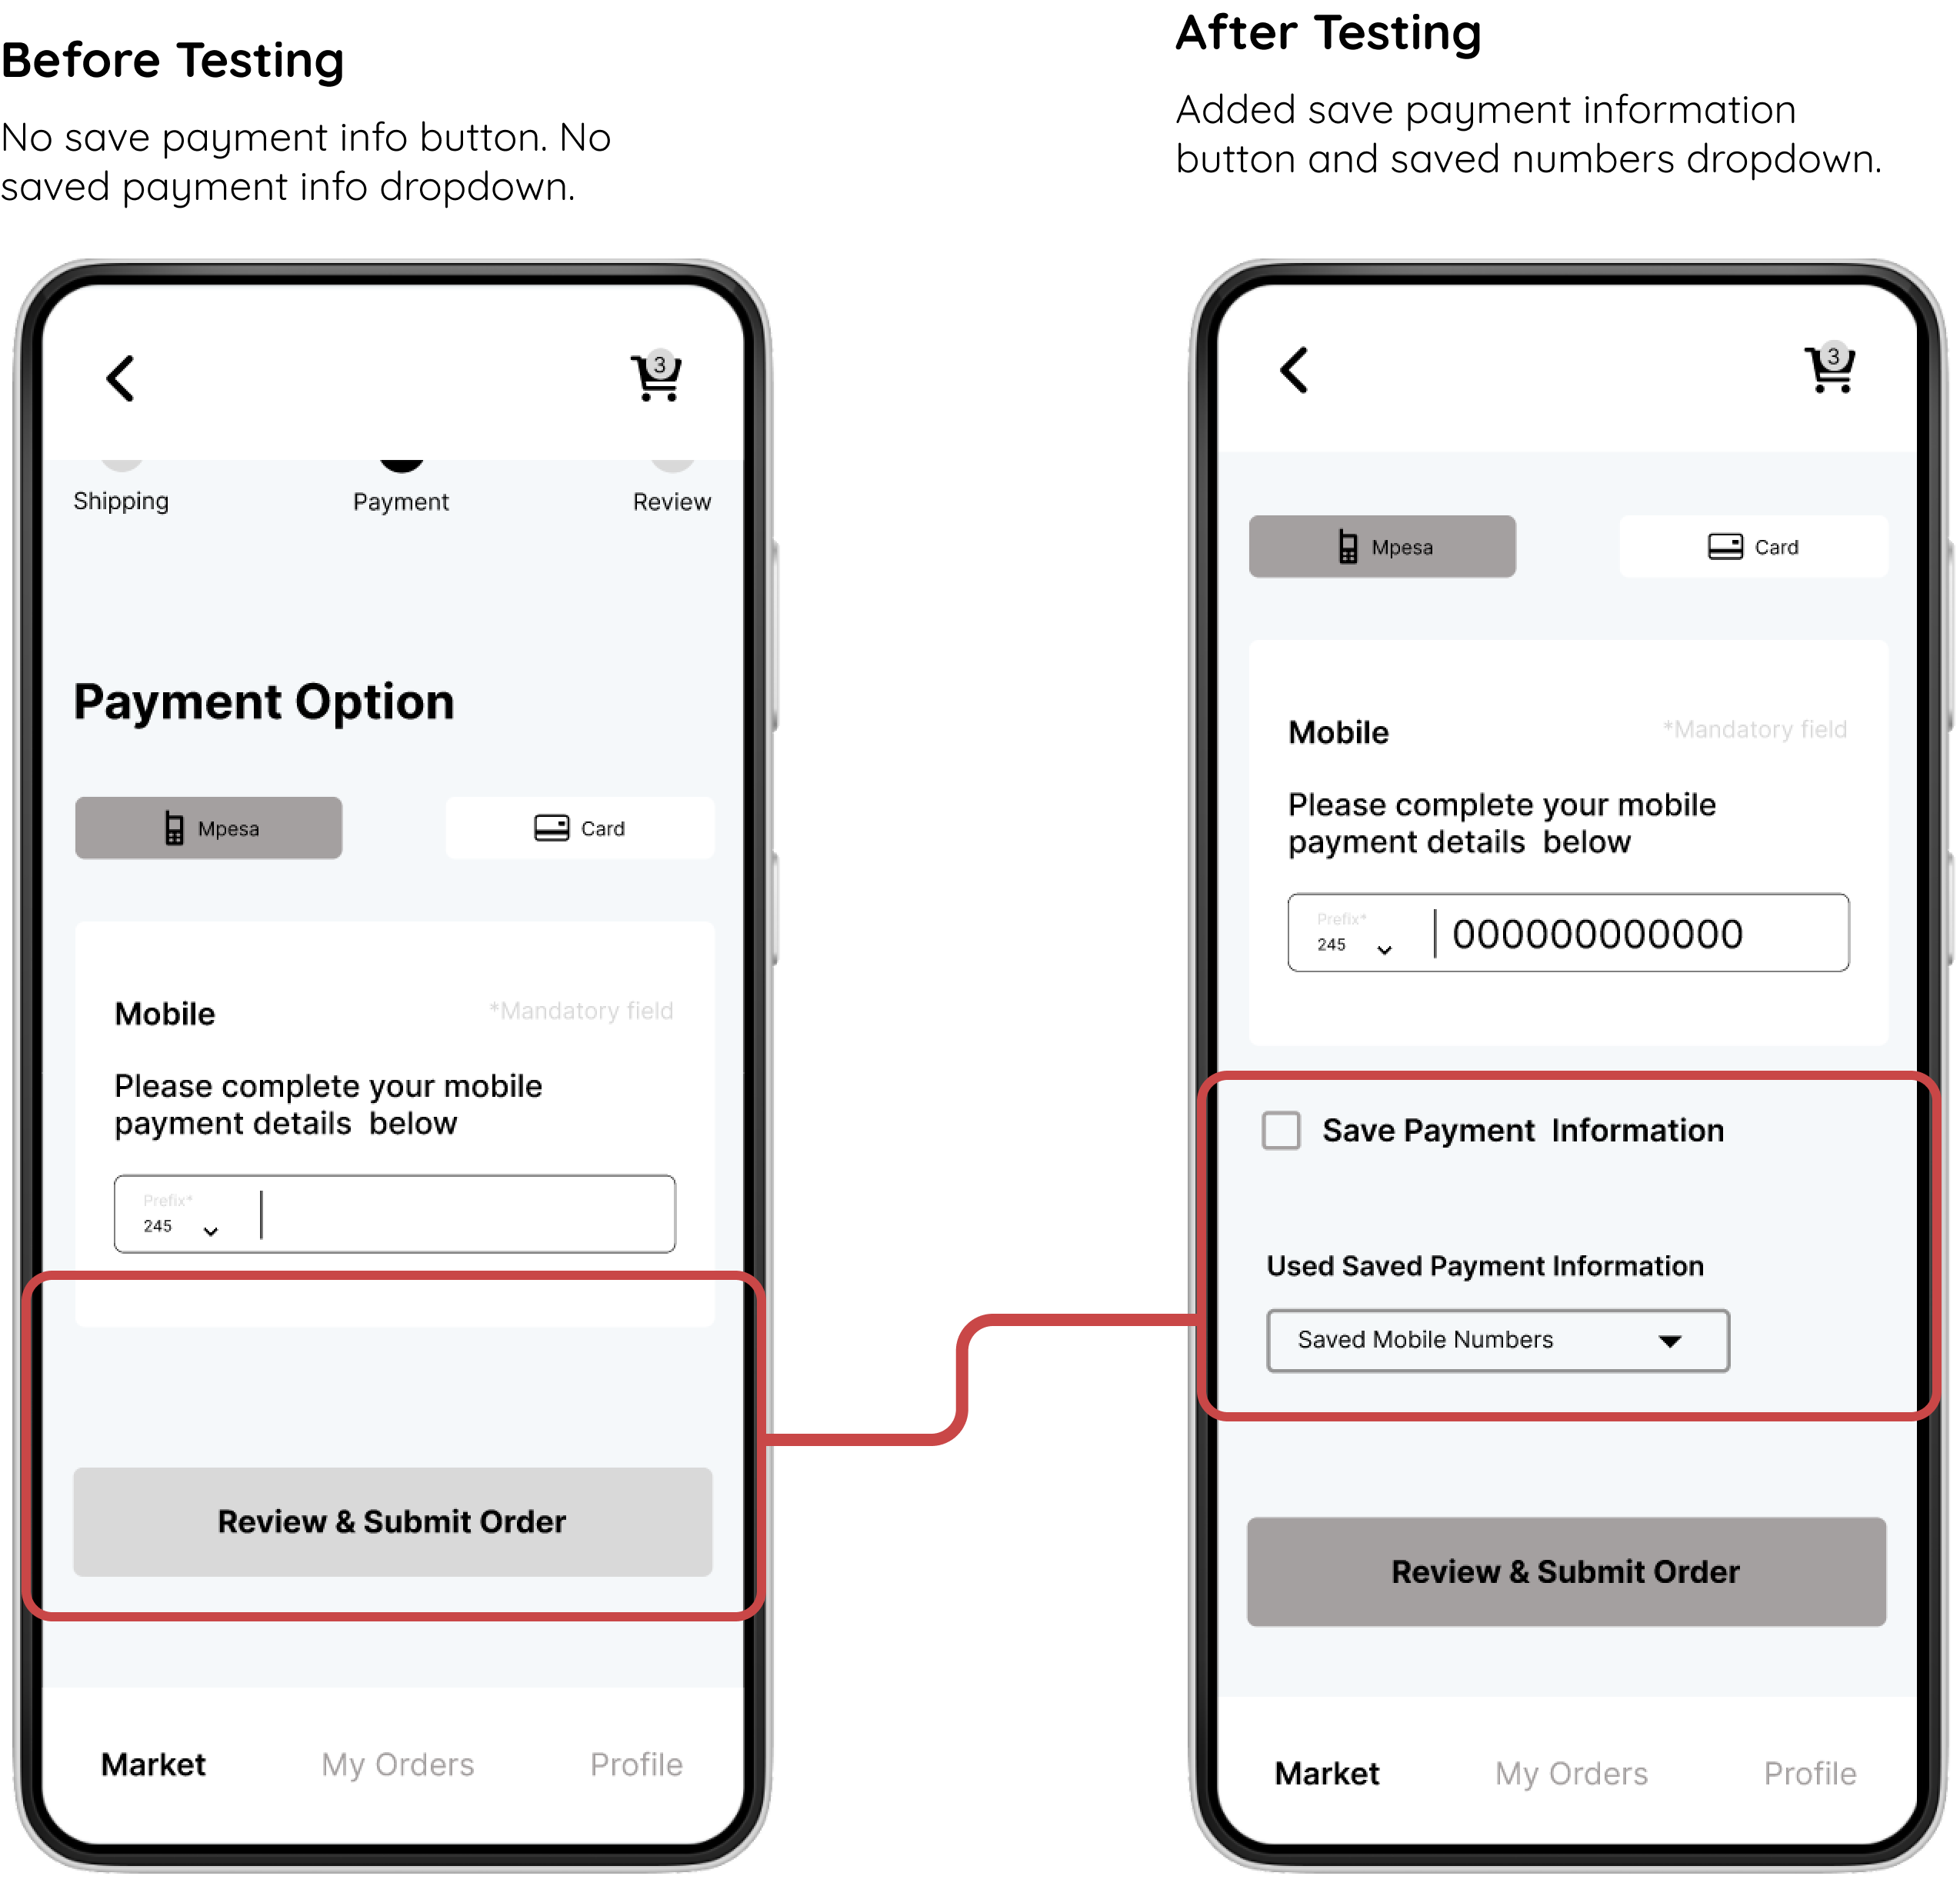 Before Testing
No save payment info button. No
saved payment info dropdown.
3
Shipping
Payment
Review
Payment Option
Mpesa
Card
Mobile
*Mandatory field
Please complete your mobile
payment details  below
Prefix*
245
Review & Submit Order
Market
My Orders
Profile
After Testing
Added save payment information
button and saved numbers dropdown.
3
Mpesa
Card
Mobile
*Mandatory field
Please complete your mobile
payment details  below
Prefix*
245
000000000000
Save Payment  Information
Used Saved Payment Information
Saved Mobile Numbers
Review & Submit Order
Market
My Orders
Profile